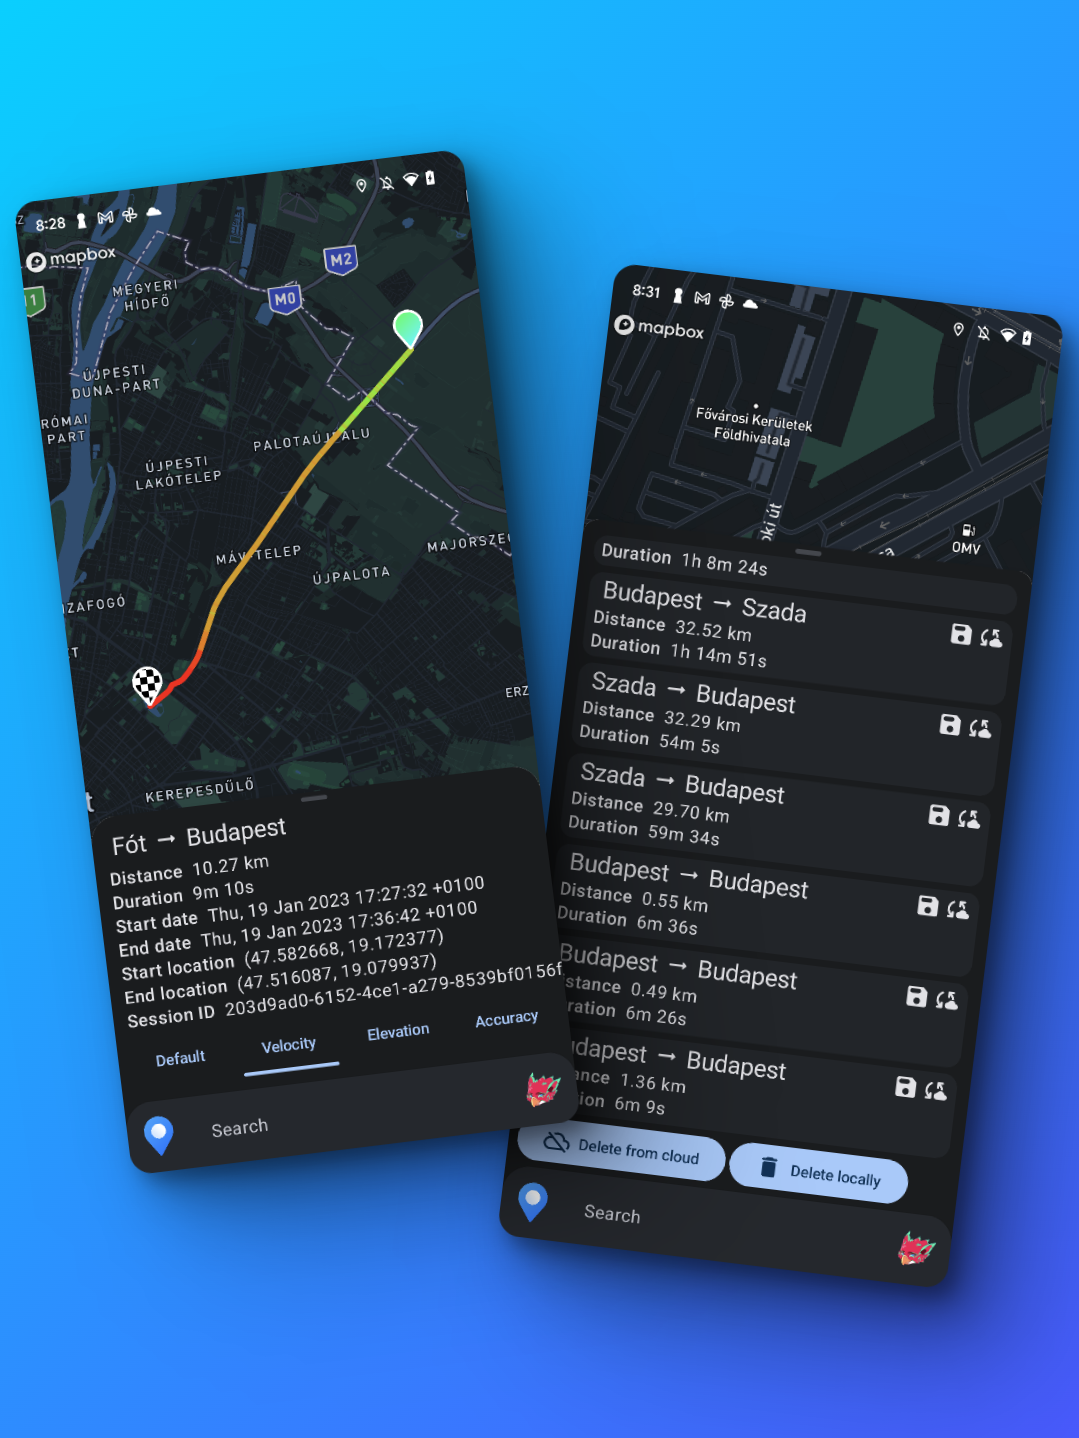 8:28
mapbox
M2
M0
1
MEGYERI
HÍDFŐ
ÚJPESTI
DUNA-PART
RÓMAI
PART
PALOTAÚJFALU
ÚJPESTI
LAKÓTELEP
MÁV-TELEP
ÚJPALOTA
MAJORSZE
IZAFOGÓ
T
ERZ
KEREPESDŰLŐ
t
Fót → Budapest
Distance 10.27 km
Duration 9m 10s
Start date Thu, 19 Jan 2023 17:27:32 +0100
End date Thu, 19 Jan 2023 17:36:42 +0100
Start location (47.582668, 19.172377)
End location (47.516087, 19.079937)
Session ID 203d9ad0-6152-4ce1-a279-8539bf0156f
Default Velocity Elevation Accuracy
Search
8:31
mapbox
Fővárosi Kerületek
Földhivatala
oki út
OMV
Duration 1h 8m 24s
Budapest → Szada
Distance 32.52 km
Duration 1h 14m 51s
Szada → Budapest
Distance 32.29 km
Duration 54m 5s
Szada → Budapest
Distance 29.70 km
Duration 59m 34s
Budapest → Budapest
Distance 0.55 km
Duration 6m 36s
Budapest → Budapest
stance 0.49 km
ration 6m 26s
dapest → Budapest
ance 1.36 km
ion 6m 9s
Delete from cloud
Delete locally
Search